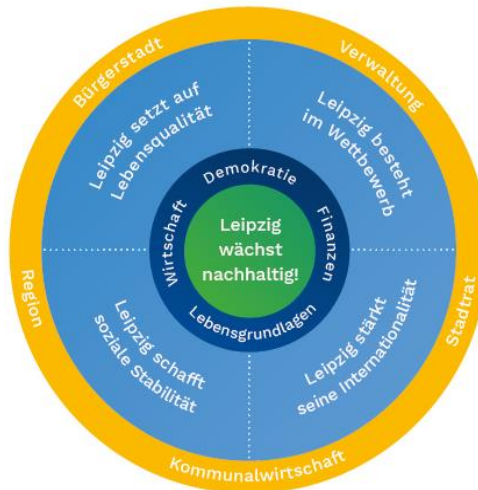 Bürgerstadt
Verwaltung
Leipzig setzt auf
Lebensqualität
Leipzig besteht
im Wettbewerb
Demokratie
Wirtschaft
Finanzen
Leipzig
wächst
nachhaltig!
Lebensgrundlagen
Region
Stadtrat
Leipzig schafft
soziale Stabilität
Leipzig stärkt
seine Internationalität
Kommunalwirtschaft